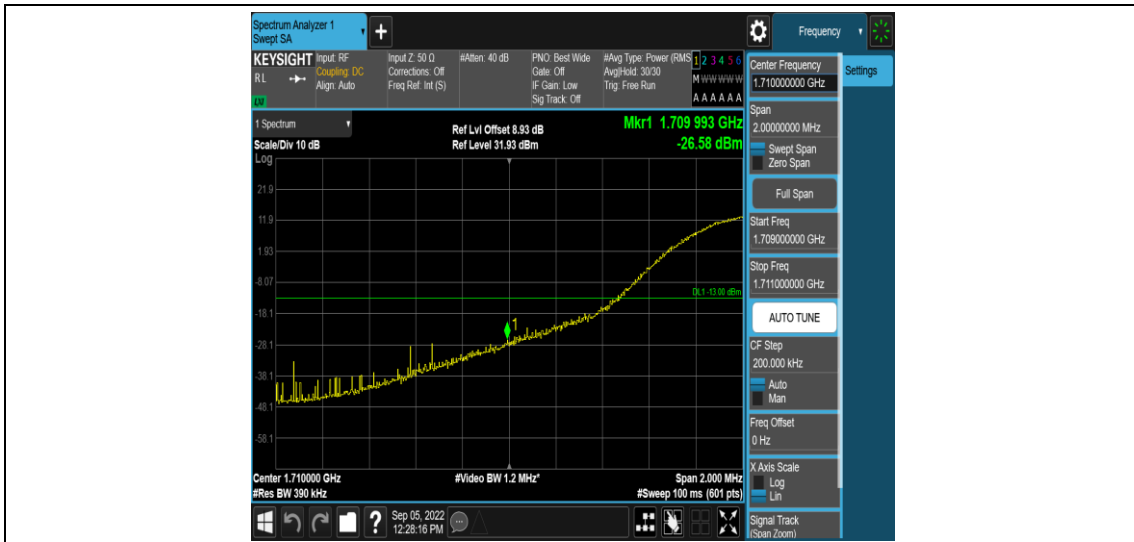 Spectrum Analyzer 1
Swept SA
Frequency
KEYSIGHT
RL
LXI
Input: RF
Coupling: DC
Align: Auto
Input Z: 50 Ω
Corrections: Off
Freq Ref: Int (S)
#Atten: 40 dB
PNO: Best Wide
Gate: Off
IF Gain: Low
Sig Track: Off
#Avg Type: Power (RMS
Avg|Hold: 30/30
Trig: Free Run
1 2 3 4 5 6
M W W W W W
A A A A A A
1 Spectrum
Scale/Div 10 dB
Log
Ref Lvl Offset 8.93 dB
Ref Level 31.93 dBm
Mkr1 1.709 993 GHz
-26.58 dBm
21.9
11.9
1.93
-8.07
-18.1
-28.1
-38.1
-48.1
-58.1
DL1 -13.00 dBm
1
Center 1.710000 GHz
#Res BW 390 kHz
#Video BW 1.2 MHz*
Span 2.000 MHz
#Sweep 100 ms (601 pts)
Sep 05, 2022
12:28:16 PM
Center Frequency
1.710000000 GHz
Settings
Span
2.00000000 MHz
Swept Span
Zero Span
Full Span
Start Freq
1.709000000 GHz
Stop Freq
1.711000000 GHz
AUTO TUNE
CF Step
200.000 kHz
Auto
Man
Freq Offset
0 Hz
X Axis Scale
Log
Lin
Signal Track
(Span Zoom)